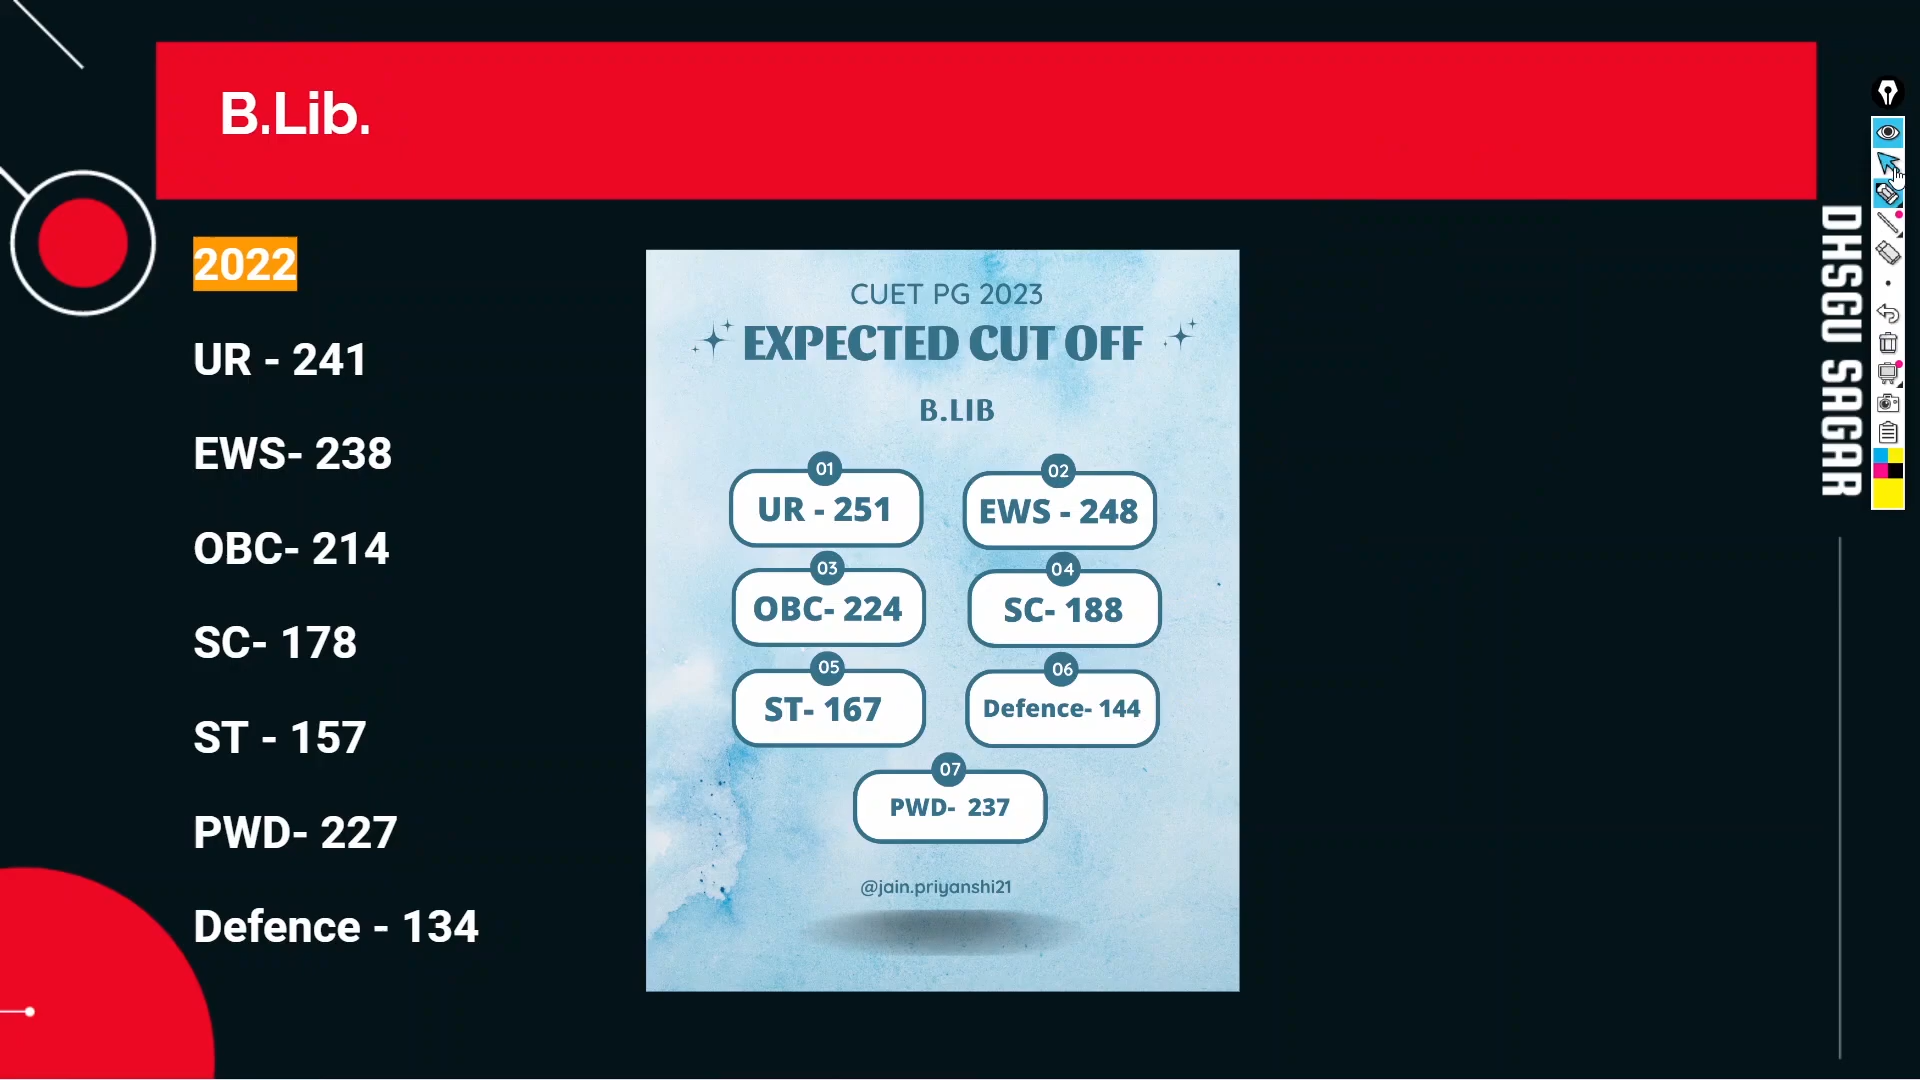 B.Lib.
2022
UR - 241
EWS- 238
OBC- 214
SC- 178
ST - 157
PWD- 227
Defence - 134
CUET PG 2023
EXPECTED CUT OFF
B.LIB
01
UR - 251
02
EWS - 248
03
OBC- 224
04
SC- 188
05
ST- 167
06
Defence- 144
07
PWD- 237
@jain.priyanshi21
DHSGU SAGAR